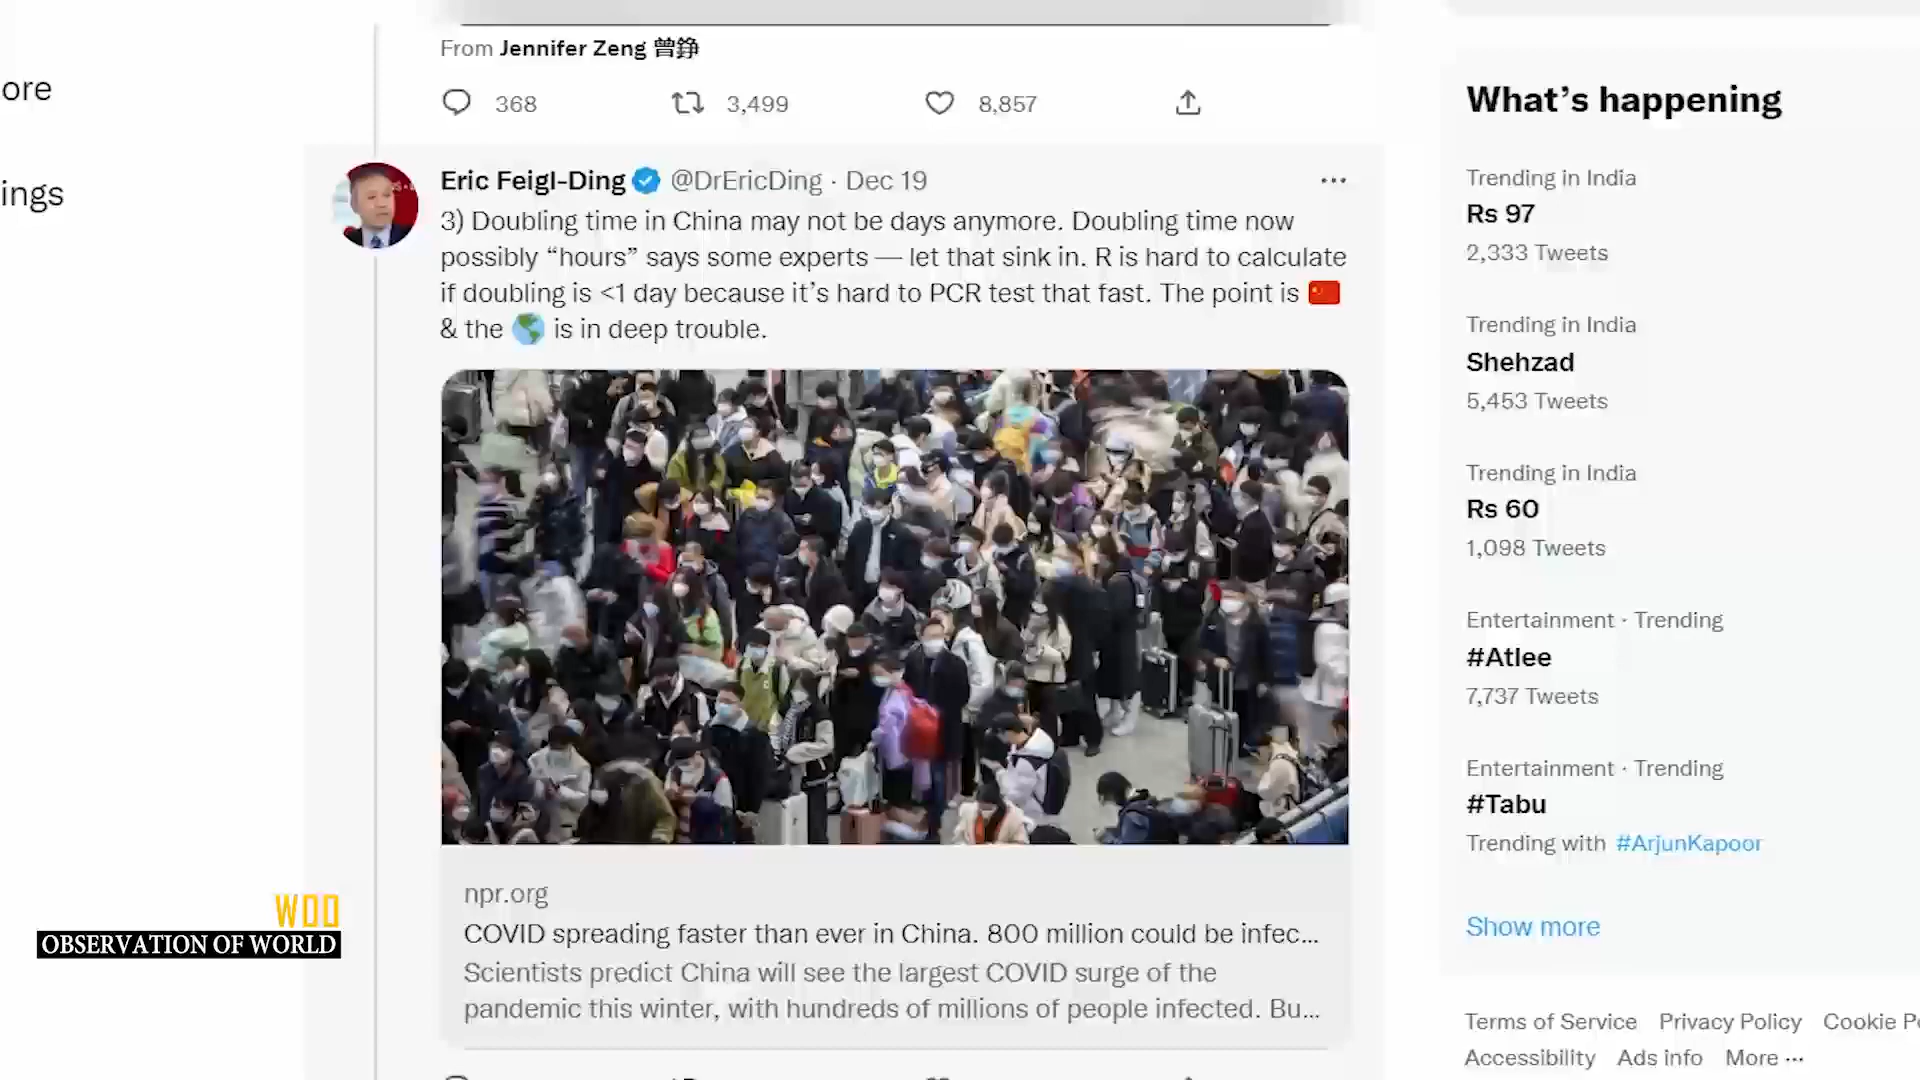 ore
ings
From Jennifer Zeng 曾錚
368 3,499 8,857
Eric Feigl-Ding @DrEricDing · Dec 19
3) Doubling time in China may not be days anymore. Doubling time now
possibly “hours” says some experts — let that sink in. R is hard to calculate
if doubling is <1 day because it’s hard to PCR test that fast. The point is 🇨🇳
& the 🌎 is in deep trouble.
npr.org
COVID spreading faster than ever in China. 800 million could be infec...
Scientists predict China will see the largest COVID surge of the
pandemic this winter, with hundreds of millions of people infected. Bu...
WOO
OBSERVATION OF WORLD
What’s happening
Trending in India
Rs 97
2,333 Tweets
Trending in India
Shehzad
5,453 Tweets
Trending in India
Rs 60
1,098 Tweets
Entertainment · Trending
#Atlee
7,737 Tweets
Entertainment · Trending
#Tabu
Trending with #ArjunKapoor
Show more
Terms of Service Privacy Policy Cookie P
Accessibility Ads info More ...